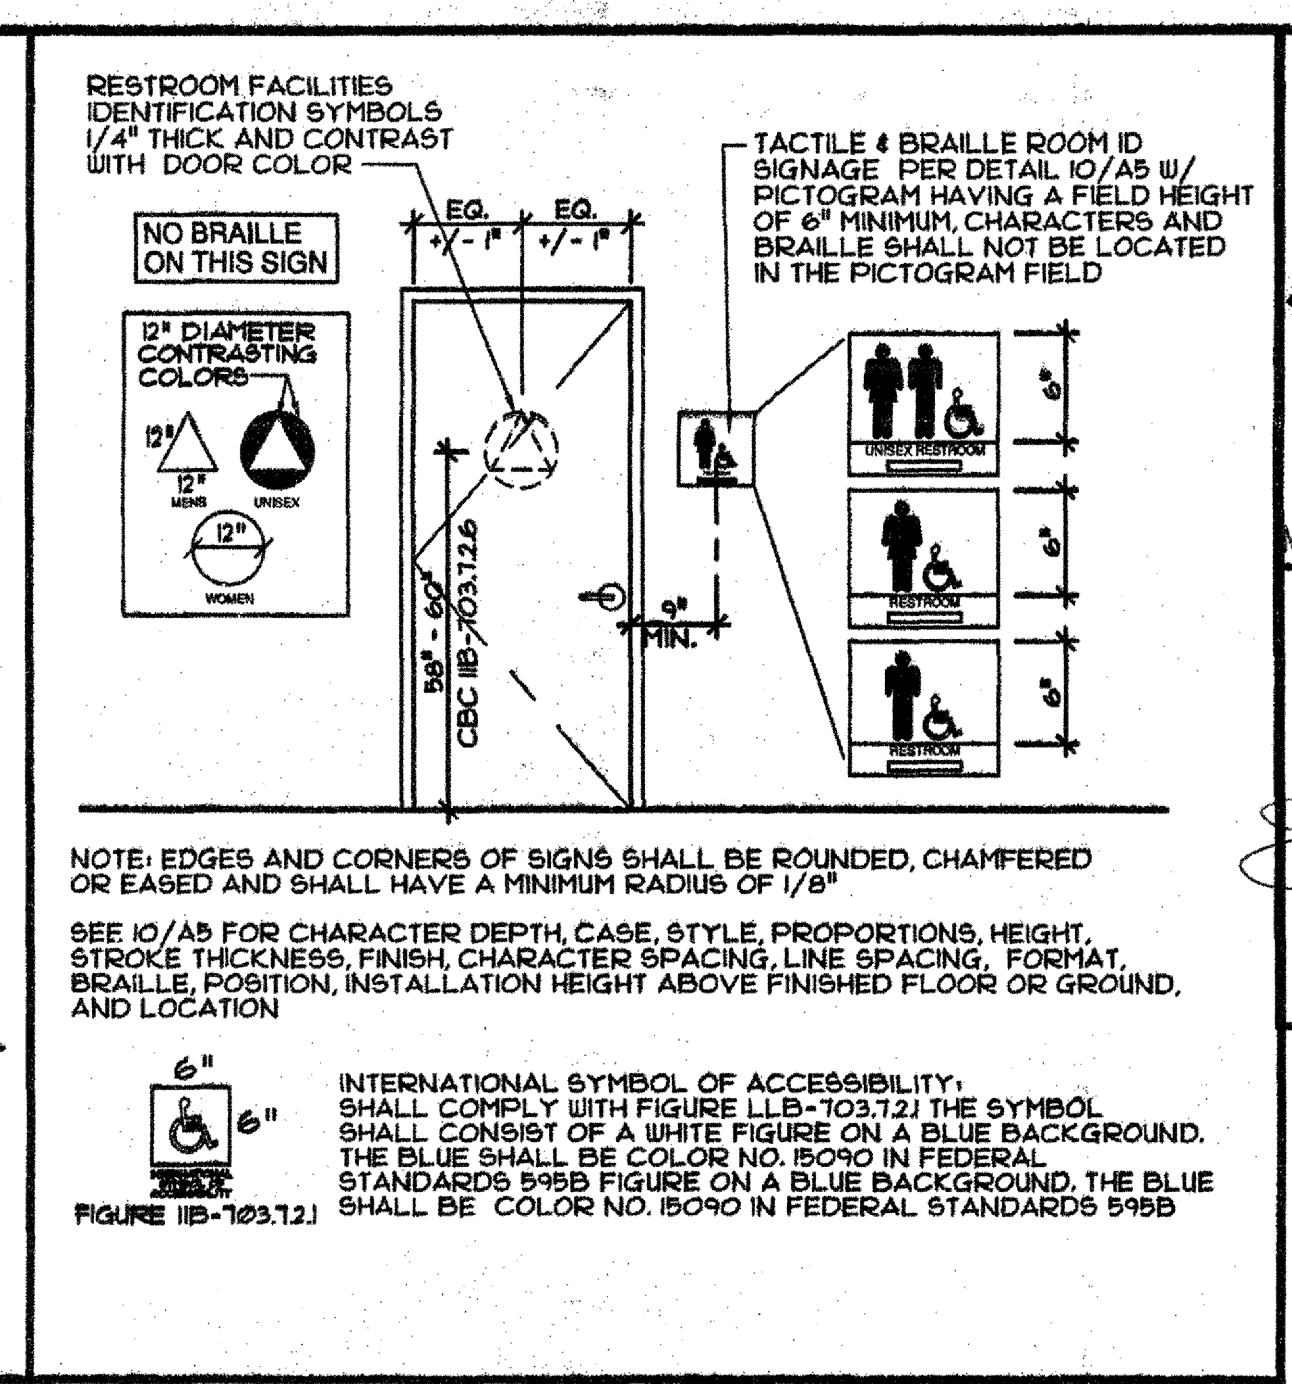 RESTROOM FACILITIES
IDENTIFICATION SYMBOLS
1/4" THICK AND CONTRAST
WITH DOOR COLOR
TACTILE & BRAILLE ROOM ID
SIGNAGE PER DETAIL 10/A5 W/
PICTOGRAM HAVING A FIELD HEIGHT
OF 6" MINIMUM, CHARACTERS AND
BRAILLE SHALL NOT BE LOCATED
IN THE PICTOGRAM FIELD
NO BRAILLE
ON THIS SIGN
EQ.
+/- 1"
EQ.
+/- 1"
12" DIAMETER
CONTRASTING
COLORS
12"
12"
MENS
UNISEX
12"
WOMEN
58" - 60"
CBC 11B-703.7.2.6
9"
MIN.
UNISEX RESTROOM
6"
RESTROOM
6"
RESTROOM
6"
NOTE: EDGES AND CORNERS OF SIGNS SHALL BE ROUNDED, CHAMFERED
OR EASED AND SHALL HAVE A MINIMUM RADIUS OF 1/8"
SEE 10/A5 FOR CHARACTER DEPTH, CASE, STYLE, PROPORTIONS, HEIGHT,
STROKE THICKNESS, FINISH, CHARACTER SPACING, LINE SPACING, FORMAT,
BRAILLE, POSITION, INSTALLATION HEIGHT ABOVE FINISHED FLOOR OR GROUND,
AND LOCATION
6"
6"
INTERNATIONAL
SYMBOL OF
ACCESSIBILITY
FIGURE 11B-703.7.2.1
INTERNATIONAL SYMBOL OF ACCESSIBILITY:
SHALL COMPLY WITH FIGURE LLB-703.7.2.1 THE SYMBOL
SHALL CONSIST OF A WHITE FIGURE ON A BLUE BACKGROUND.
THE BLUE SHALL BE COLOR NO. 15090 IN FEDERAL
STANDARDS 595B FIGURE ON A BLUE BACKGROUND. THE BLUE
SHALL BE COLOR NO. 15090 IN FEDERAL STANDARDS 595B